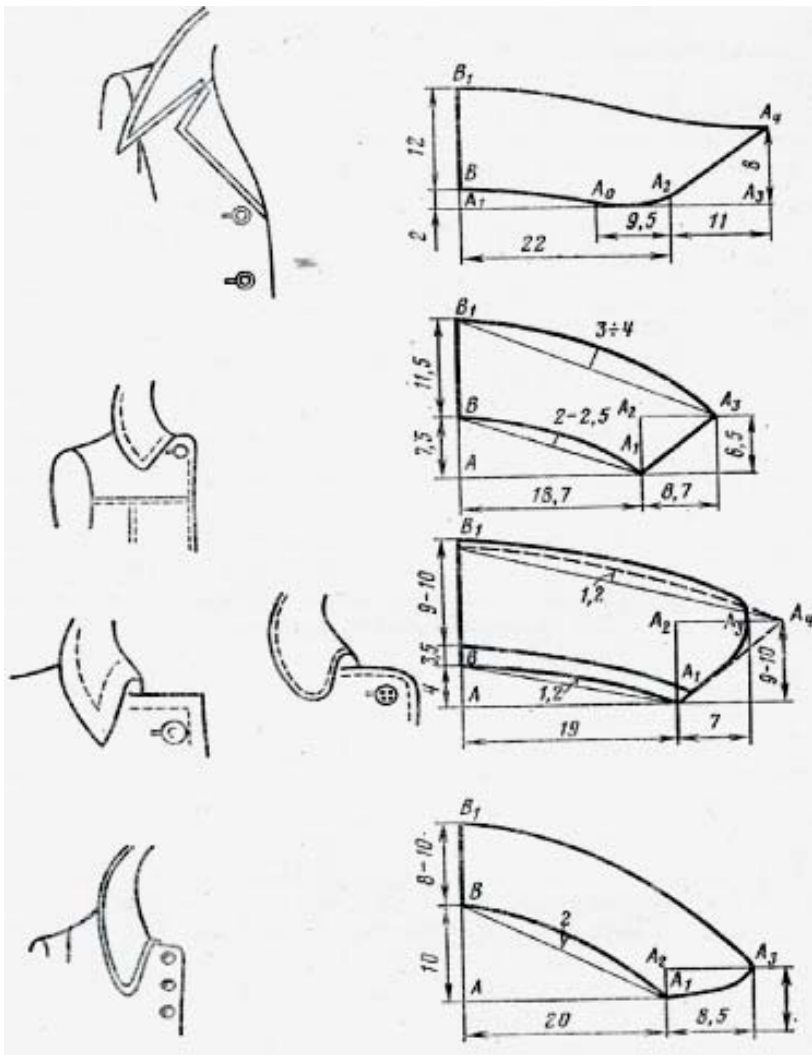 B₁
12
B
A₁
2
A₀
A₂
A₃
A₄
8
9,5
11
22
B₁
3÷4
11,5
B
2-2,5
A₂
A₃
A₁
7,5
A
6,5
18,7
8,7
B₁
9-10
1,2
A₂
A₃
A₄
3,5
B
A₁
9-10
4
A
1,2
19
7
B₁
8-10
B
2
10
A₂
A₃
A
A₁
20
8,5